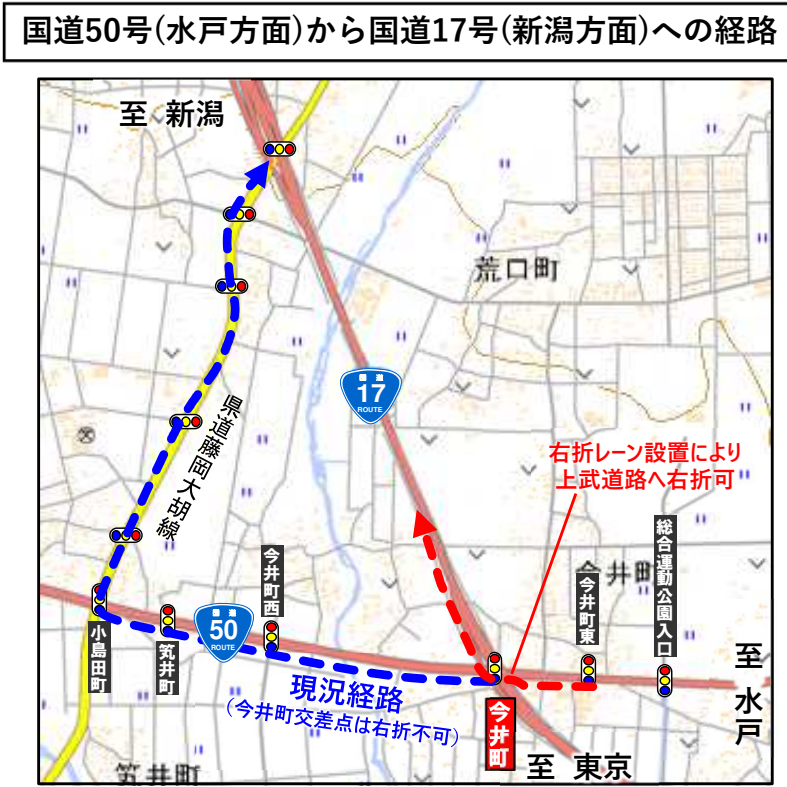 国道50号(水戸方面)から国道17号(新潟方面)への経路
至 新潟
荒口町
国道
17
ROUTE
県道藤岡大胡線
右折レーン設置により
上武道路へ右折可
総合運動公園入口
今井町
今井町東
今井町西
国道
50
ROUTE
小島田町
筑井町
現況経路
(今井町交差点は右折不可)
今井町
至 水戸
至 東京
筑井町